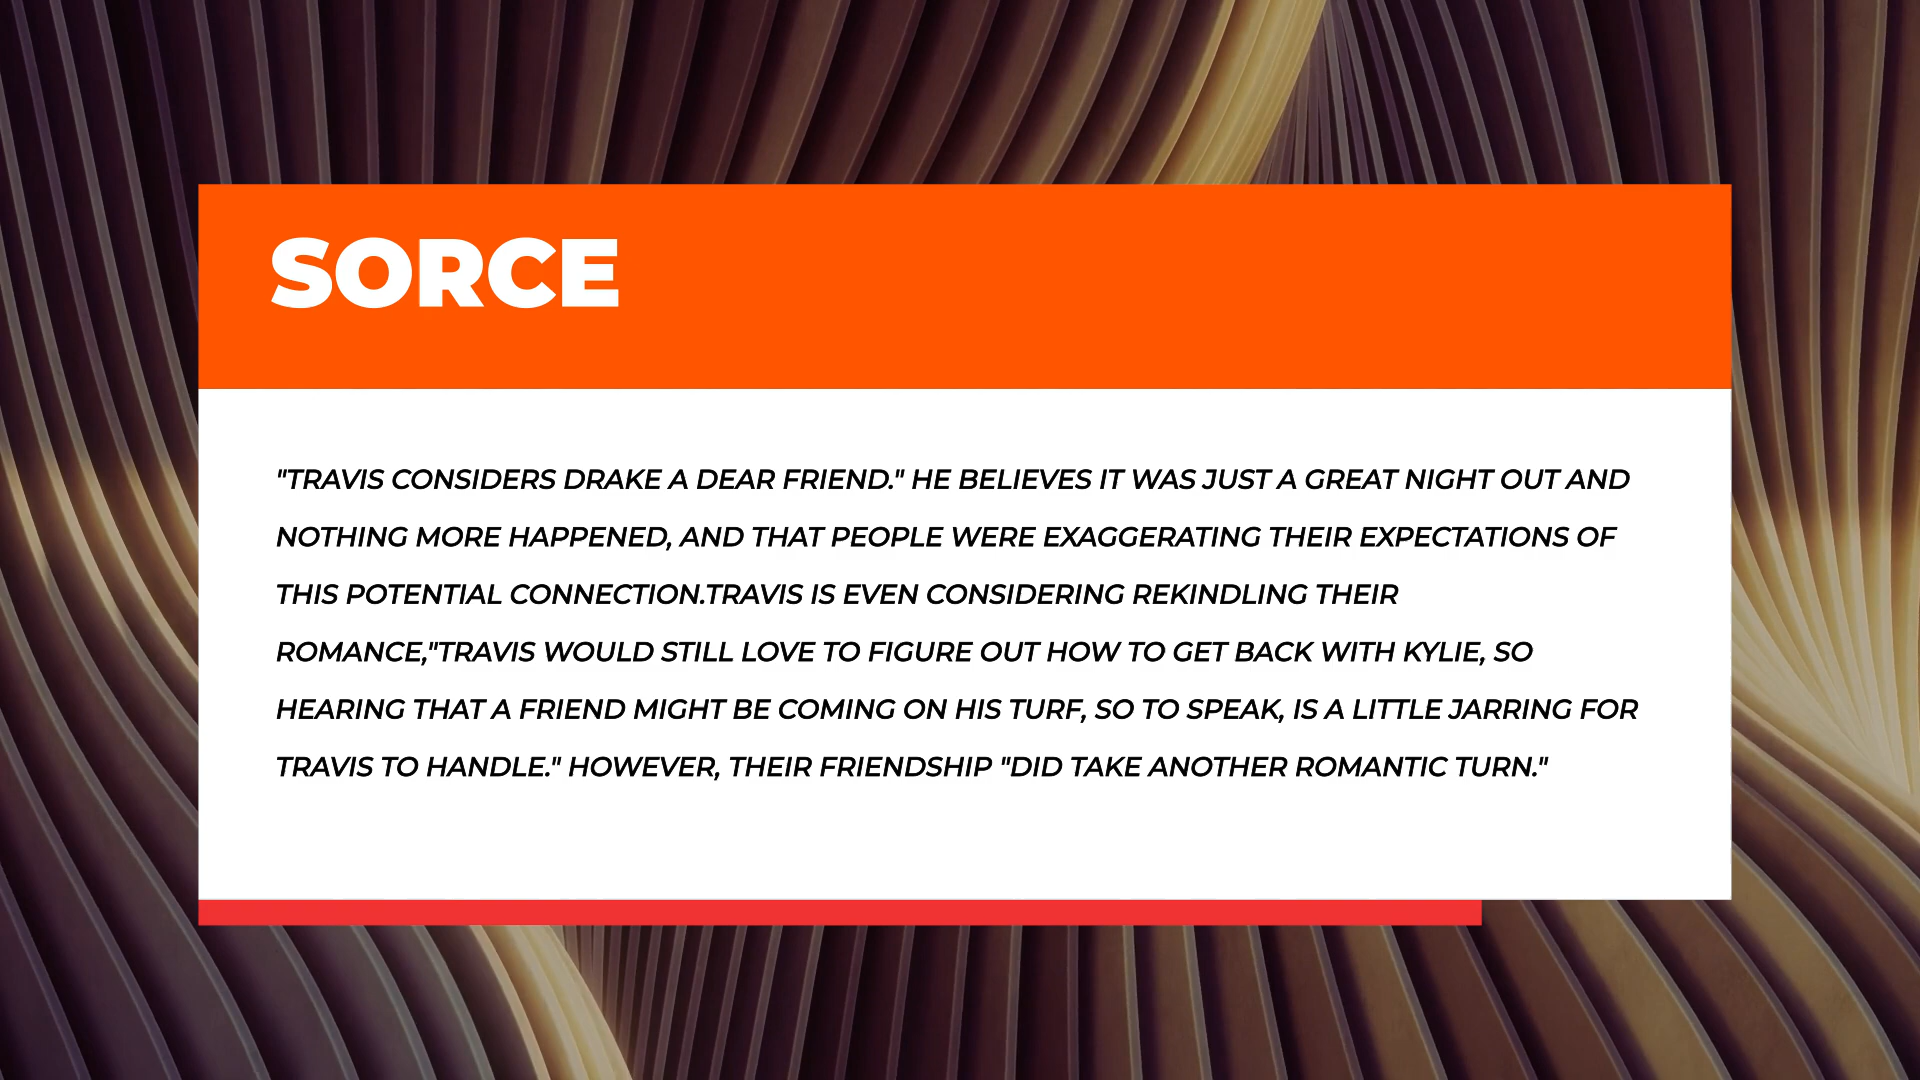 SORCE
"TRAVIS CONSIDERS DRAKE A DEAR FRIEND." HE BELIEVES IT WAS JUST A GREAT NIGHT OUT AND
NOTHING MORE HAPPENED, AND THAT PEOPLE WERE EXAGGERATING THEIR EXPECTATIONS OF
THIS POTENTIAL CONNECTION.TRAVIS IS EVEN CONSIDERING REKINDLING THEIR
ROMANCE,"TRAVIS WOULD STILL LOVE TO FIGURE OUT HOW TO GET BACK WITH KYLIE, SO
HEARING THAT A FRIEND MIGHT BE COMING ON HIS TURF, SO TO SPEAK, IS A LITTLE JARRING FOR
TRAVIS TO HANDLE." HOWEVER, THEIR FRIENDSHIP "DID TAKE ANOTHER ROMANTIC TURN."